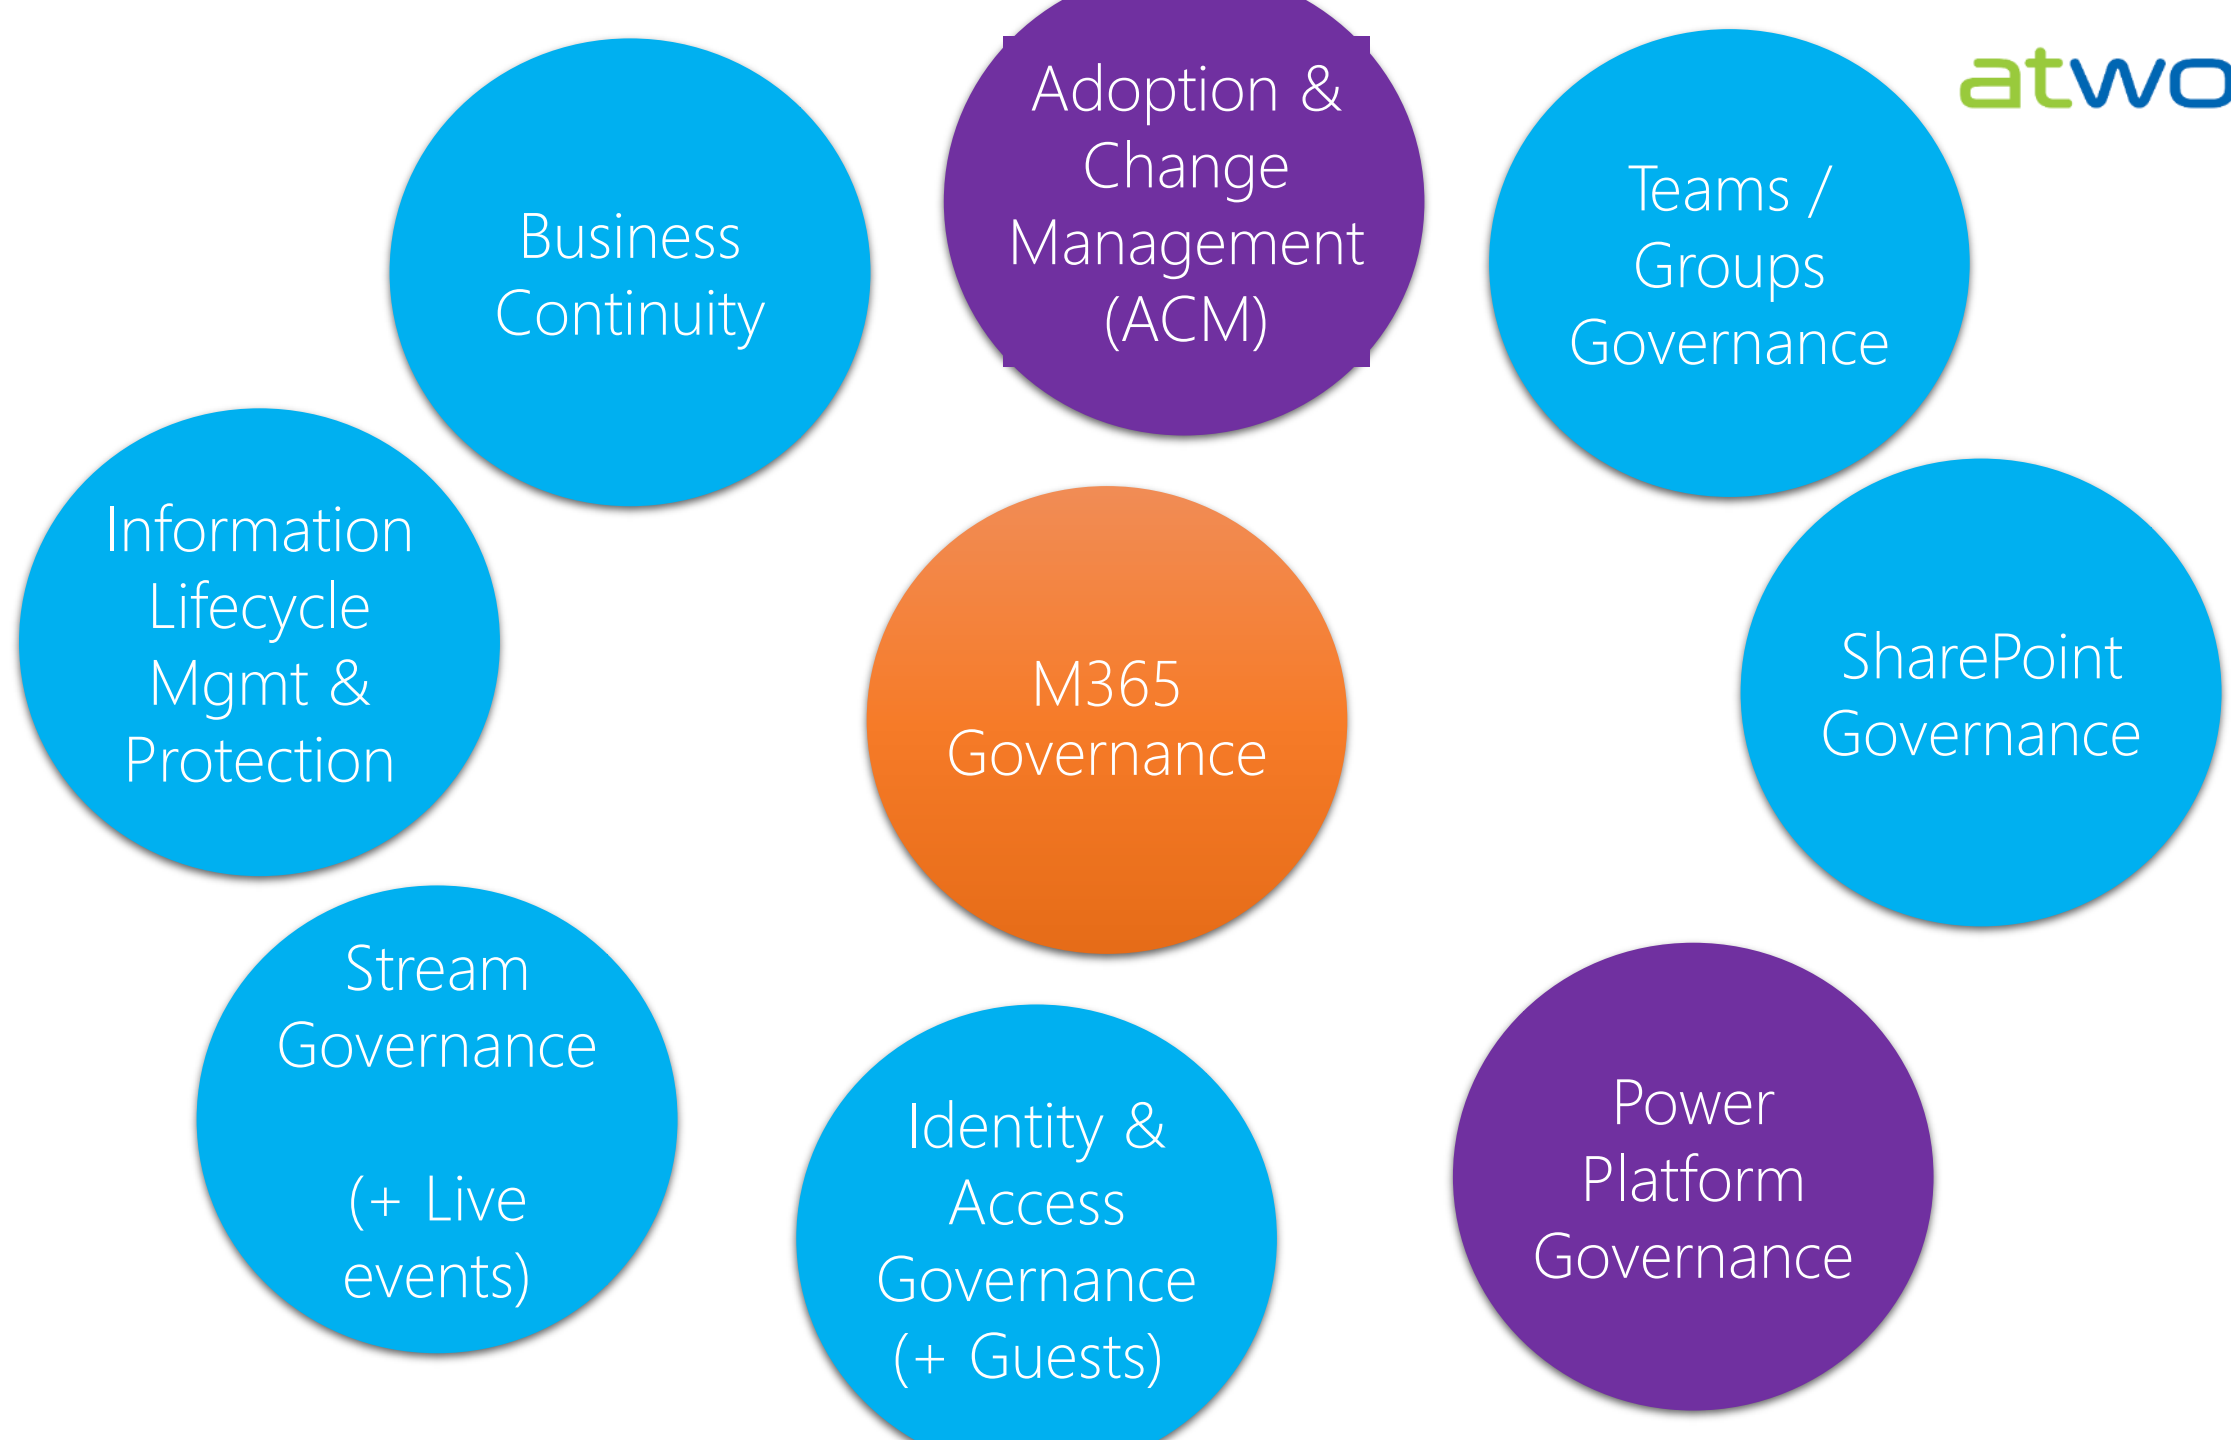 Adoption &
Change
Management
(ACM)
atwo
Business
Continuity
Teams /
Groups
Governance
Information
Lifecycle
Mgmt &
Protection
M365
Governance
SharePoint
Governance
Stream
Governance
(+ Live
events)
Identity &
Access
Governance
(+ Guests)
Power
Platform
Governance